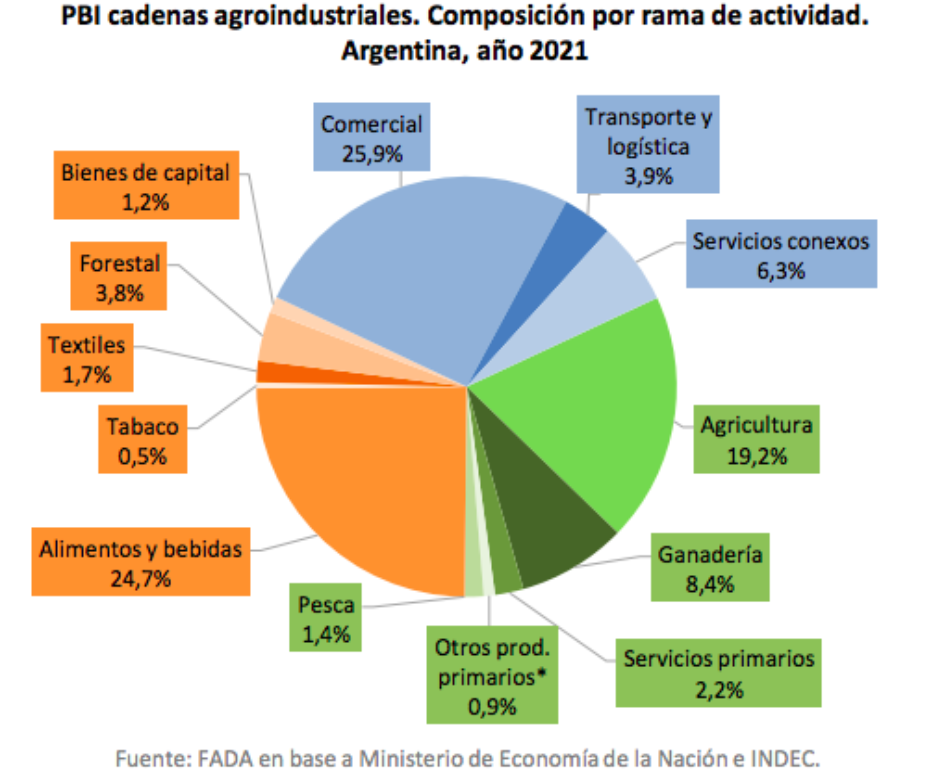 PBI cadenas agroindustriales. Composición por rama de actividad.
Argentina, año 2021
Comercial
25,9%
Transporte y
logística
3,9%
Servicios conexos
6,3%
Agricultura
19,2%
Ganadería
8,4%
Servicios primarios
2,2%
Otros prod.
primarios*
0,9%
Pesca
1,4%
Alimentos y bebidas
24,7%
Tabaco
0,5%
Textiles
1,7%
Forestal
3,8%
Bienes de capital
1,2%
Fuente: FADA en base a Ministerio de Economía de la Nación e INDEC.